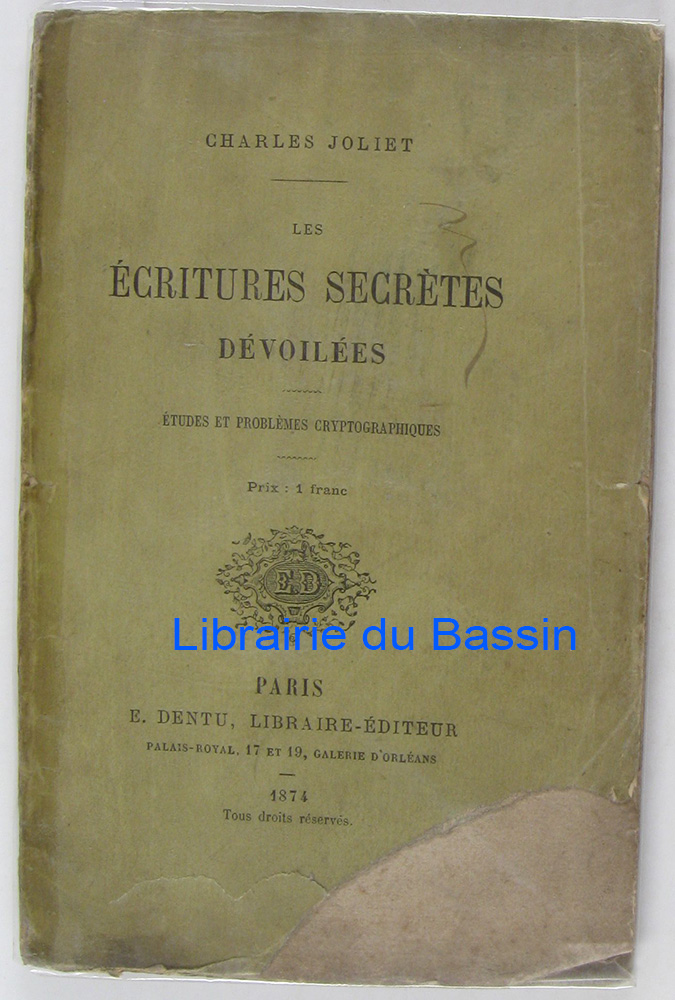 CHARLES JOLIET
LES
ÉCRITURES SECRÈTES
DÉVOILÉES
ÉTUDES ET PROBLÈMES CRYPTOGRAPHIQUES
Prix : 1 franc
ED
Librairie du Bassin
PARIS
E. DENTU, LIBRAIRE-ÉDITEUR
PALAIS-ROYAL, 17 ET 19, GALERIE D'ORLÉANS
1874
Tous droits réservés.